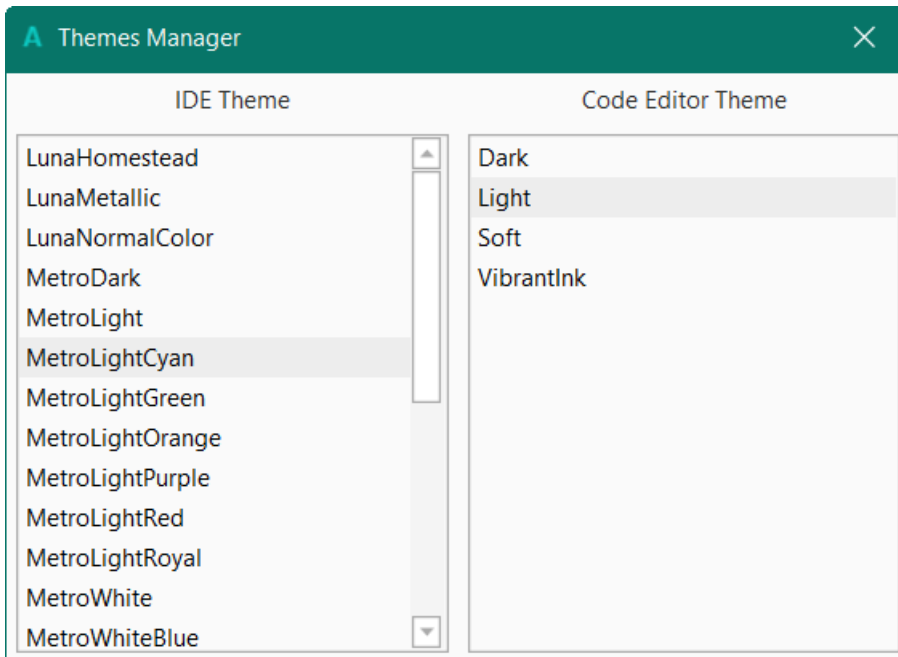 A Themes Manager
IDE Theme
LunaHomestead
LunaMetallic
LunaNormalColor
MetroDark
MetroLight
MetroLightCyan
MetroLightGreen
MetroLightOrange
MetroLightPurple
MetroLightRed
MetroLightRoyal
MetroWhite
MetroWhiteBlue
Code Editor Theme
Dark
Light
Soft
VibrantInk